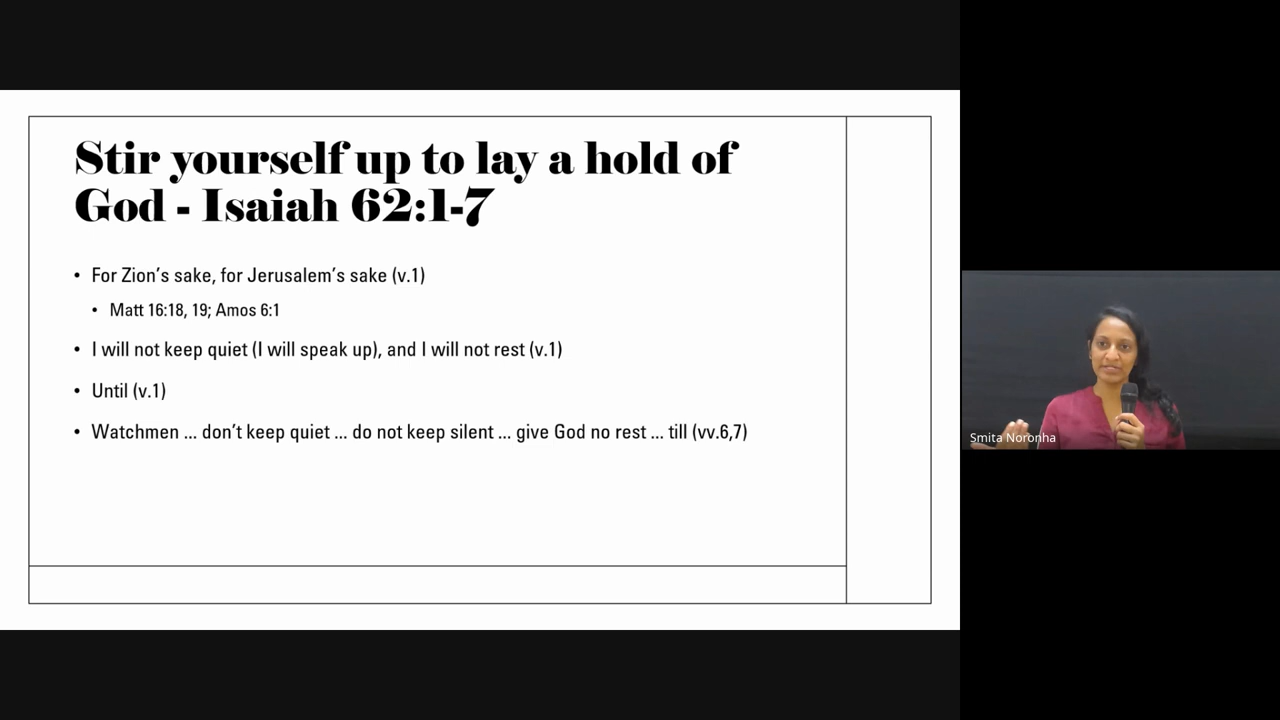 Stir yourself up to lay a hold of
God - Isaiah 62:1-7
• For Zion’s sake, for Jerusalem’s sake (v.1)
• Matt 16:18, 19; Amos 6:1
• I will not keep quiet (I will speak up), and I will not rest (v.1)
• Until (v.1)
• Watchmen ... don’t keep quiet ... do not keep silent ... give God no rest ... till (vv.6,7)
Smita Noronha